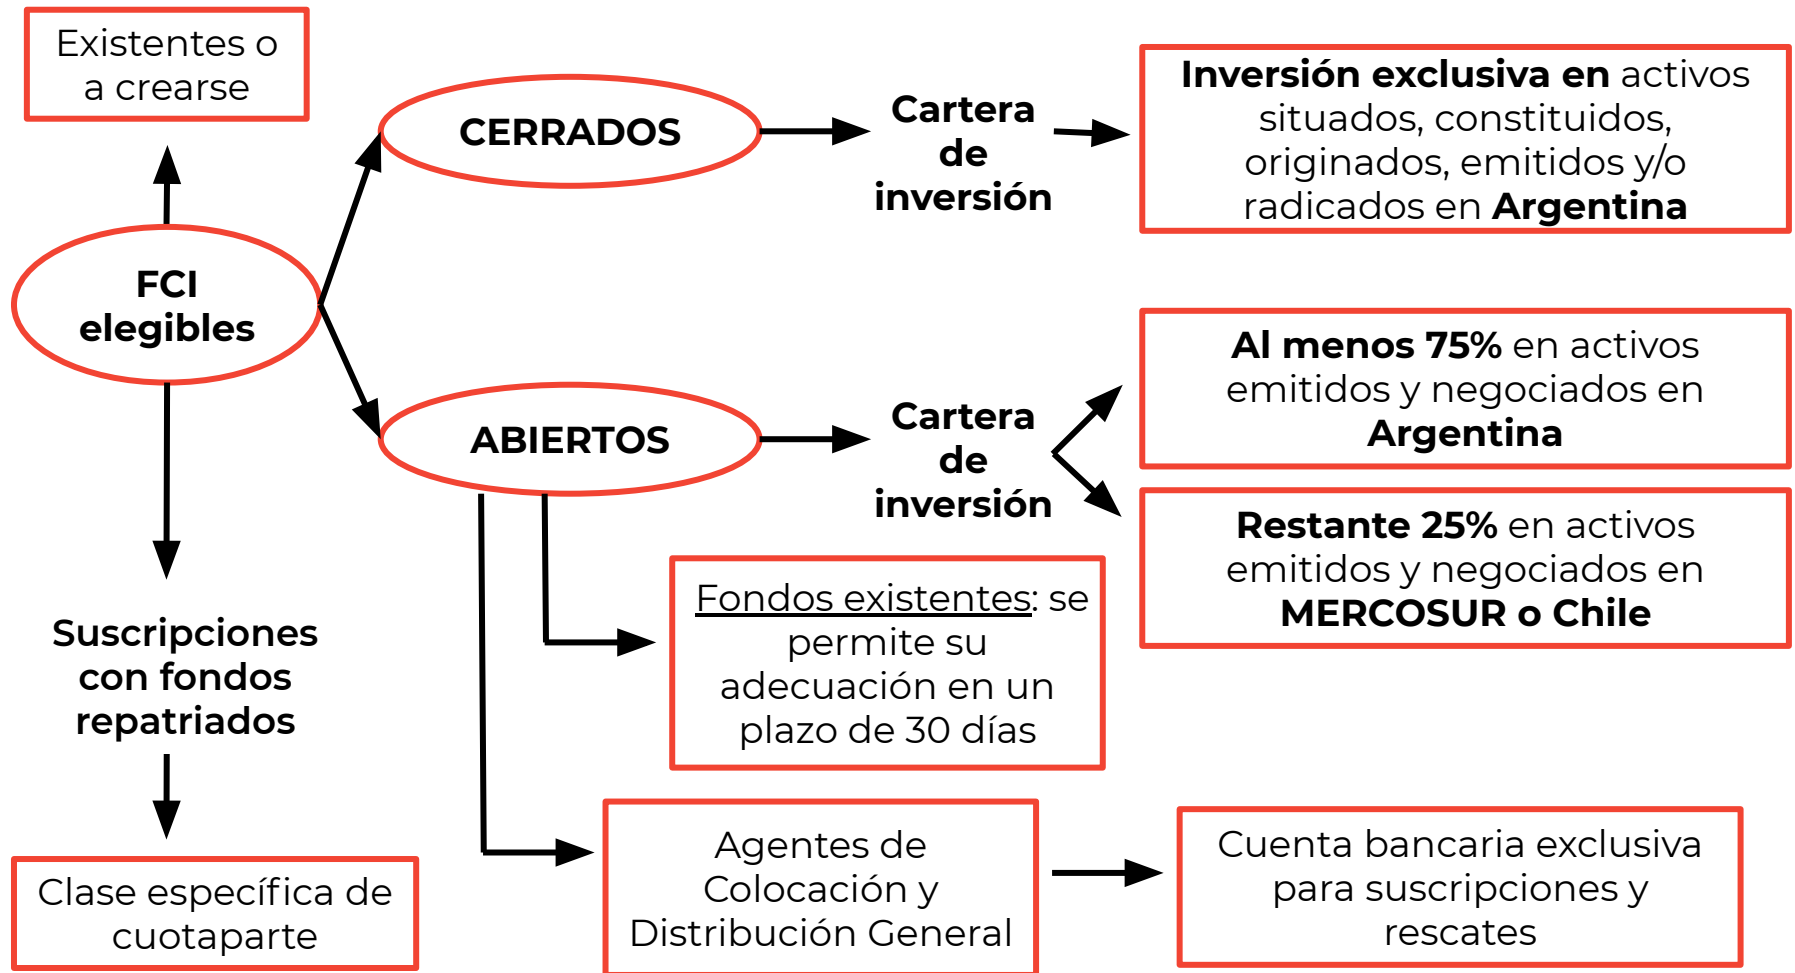 Existentes o
a crearse
FCI
elegibles
Suscripciones
con fondos
repatriados
Clase específica de
cuotaparte
CERRADOS
Cartera
de
inversión
Inversión exclusiva en activos
situados, constituidos,
originados, emitidos y/o
radicados en Argentina
ABIERTOS
Cartera
de
inversión
Al menos 75% en activos
emitidos y negociados en
Argentina
Restante 25% en activos
emitidos y negociados en
MERCOSUR o Chile
Fondos existentes: se
permite su
adecuación en un
plazo de 30 días
Agentes de
Colocación y
Distribución General
Cuenta bancaria exclusiva
para suscripciones y
rescates